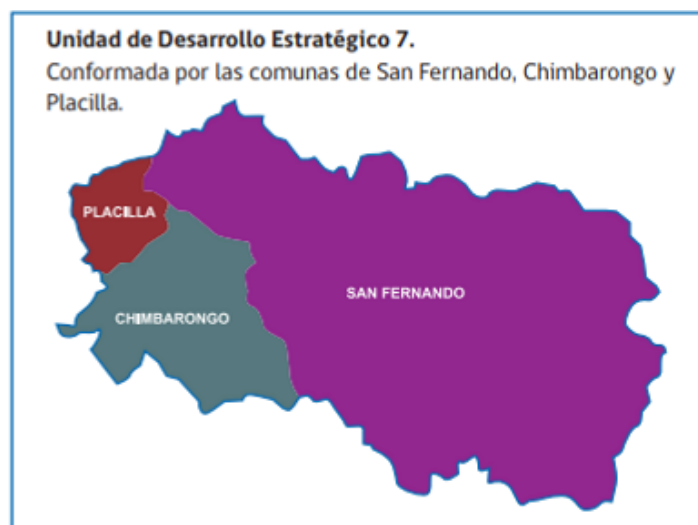 Unidad de Desarrollo Estratégico 7.
Conformada por las comunas de San Fernando, Chimbarongo y
Placilla.
PLACILLA
SAN FERNANDO
CHIMBARONGO